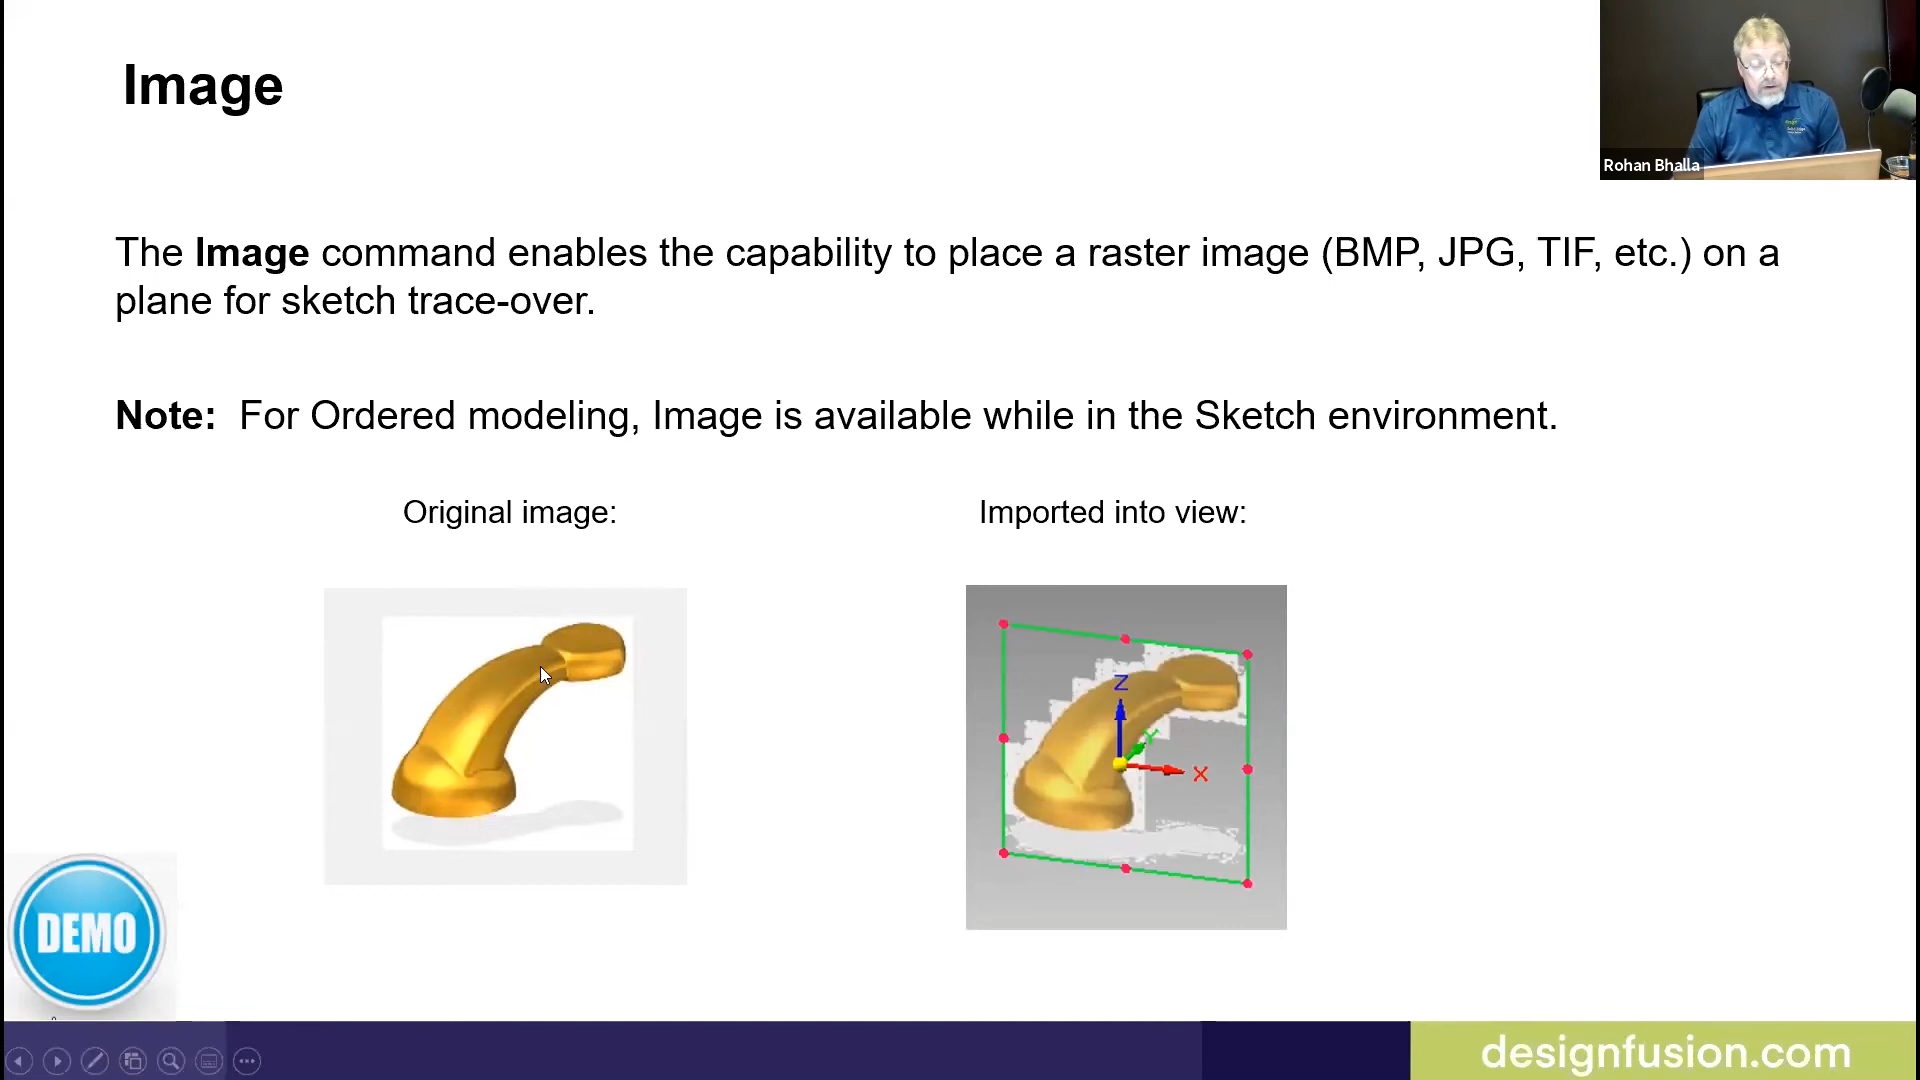 Image
Rohan Bhalla
The Image command enables the capability to place a raster image (BMP, JPG, TIF, etc.) on a
plane for sketch trace-over.
Note: For Ordered modeling, Image is available while in the Sketch environment.
Original image:
Imported into view:
Z
Y
X
DEMO
designfusion.com